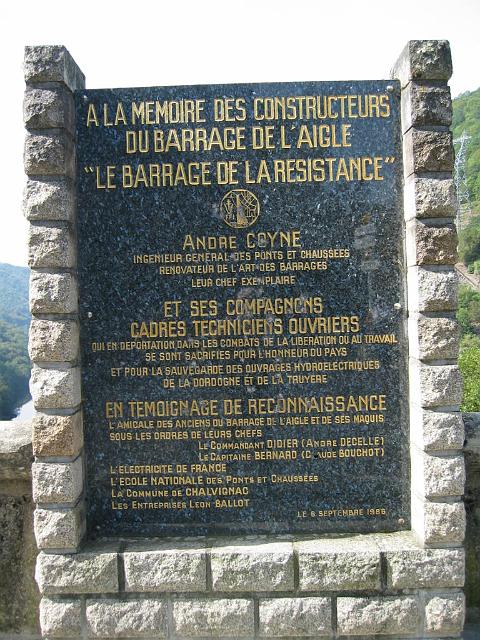 A LA MEMOIRE DES CONSTRUCTEURS
DU BARRAGE DE L'AIGLE
"LE BARRAGE DE LA RESISTANCE"
ANDRE COYNE
INGENIEUR GENERAL DES PONTS ET CHAUSSEES
RENOVATEUR DE L'ART DES BARRAGES
LEUR CHEF EXEMPLAIRE
ET SES COMPAGNONS
CADRES TECHNICIENS OUVRIERS
QUI EN DEPORTATION DANS LES COMBATS DE LA LIBERATION OU AU TRAVAIL
SE SONT SACRIFIES POUR L'HONNEUR DU PAYS
ET POUR LA SAUVEGARDE DES OUVRAGES HYDROELECTRIQUES
DE LA DORDOGNE ET DE LA TRUYERE
EN TEMOIGNAGE DE RECONNAISSANCE
L'AMICALE DES ANCIENS DU BARRAGE DE L'AIGLE ET DE SES MAQUIS
SOUS LES ORDRES DE LEURS CHEFS
LE COMMANDANT DIDIER (ANDRE DECELLE)
LE CAPITAINE BERNARD (CLAUDE BOUCHOT)
L'ELECTRICITE DE FRANCE
L'ECOLE NATIONALE DES PONTS ET CHAUSSEES
LA COMMUNE DE CHALVIGNAC
LES ENTREPRISES LEON BALLOT
LE 6 SEPTEMBRE